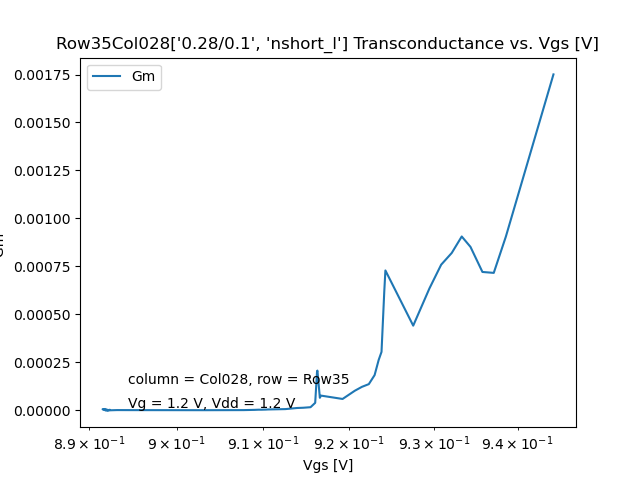 Row35Col028['0.28/0.1', 'nshort_l'] Transconductance vs. Vgs [V]
Gm
0.00175
0.00150
0.00125
0.00100
0.00075
0.00050
0.00025
0.00000
column = Col028, row = Row35
Vg = 1.2 V, Vdd = 1.2 V
8.9 × 10⁻¹ 9 × 10⁻¹ 9.1 × 10⁻¹ 9.2 × 10⁻¹ 9.3 × 10⁻¹ 9.4 × 10⁻¹
Vgs [V]